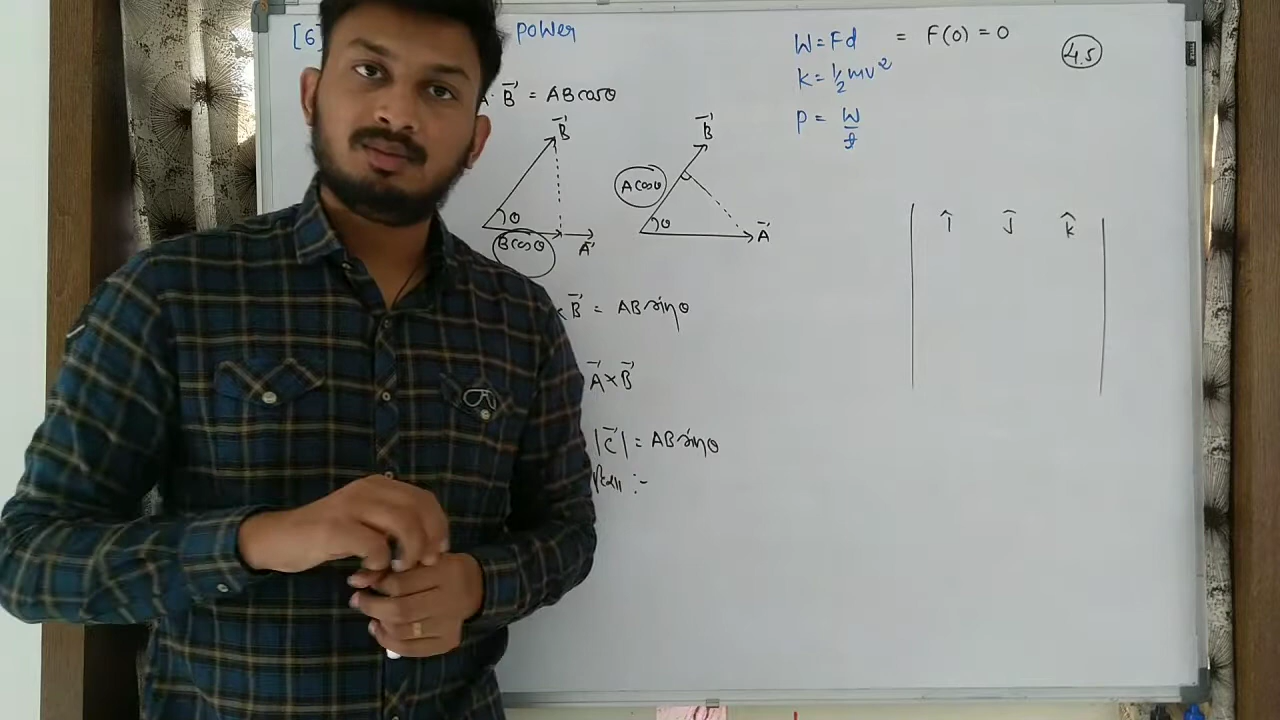 [6] power
W = Fd = F(0) = 0
4.5
K = ½mv²
P = W/t
A · B⃗ = AB cosθ
B⃗
B⃗
A cosθ
θ
θ
B cosθ
A⃗
A⃗
î ĵ k̂
× B⃗ = AB sinθ
A⃗ × B⃗
|C⃗| = AB sinθ
:-